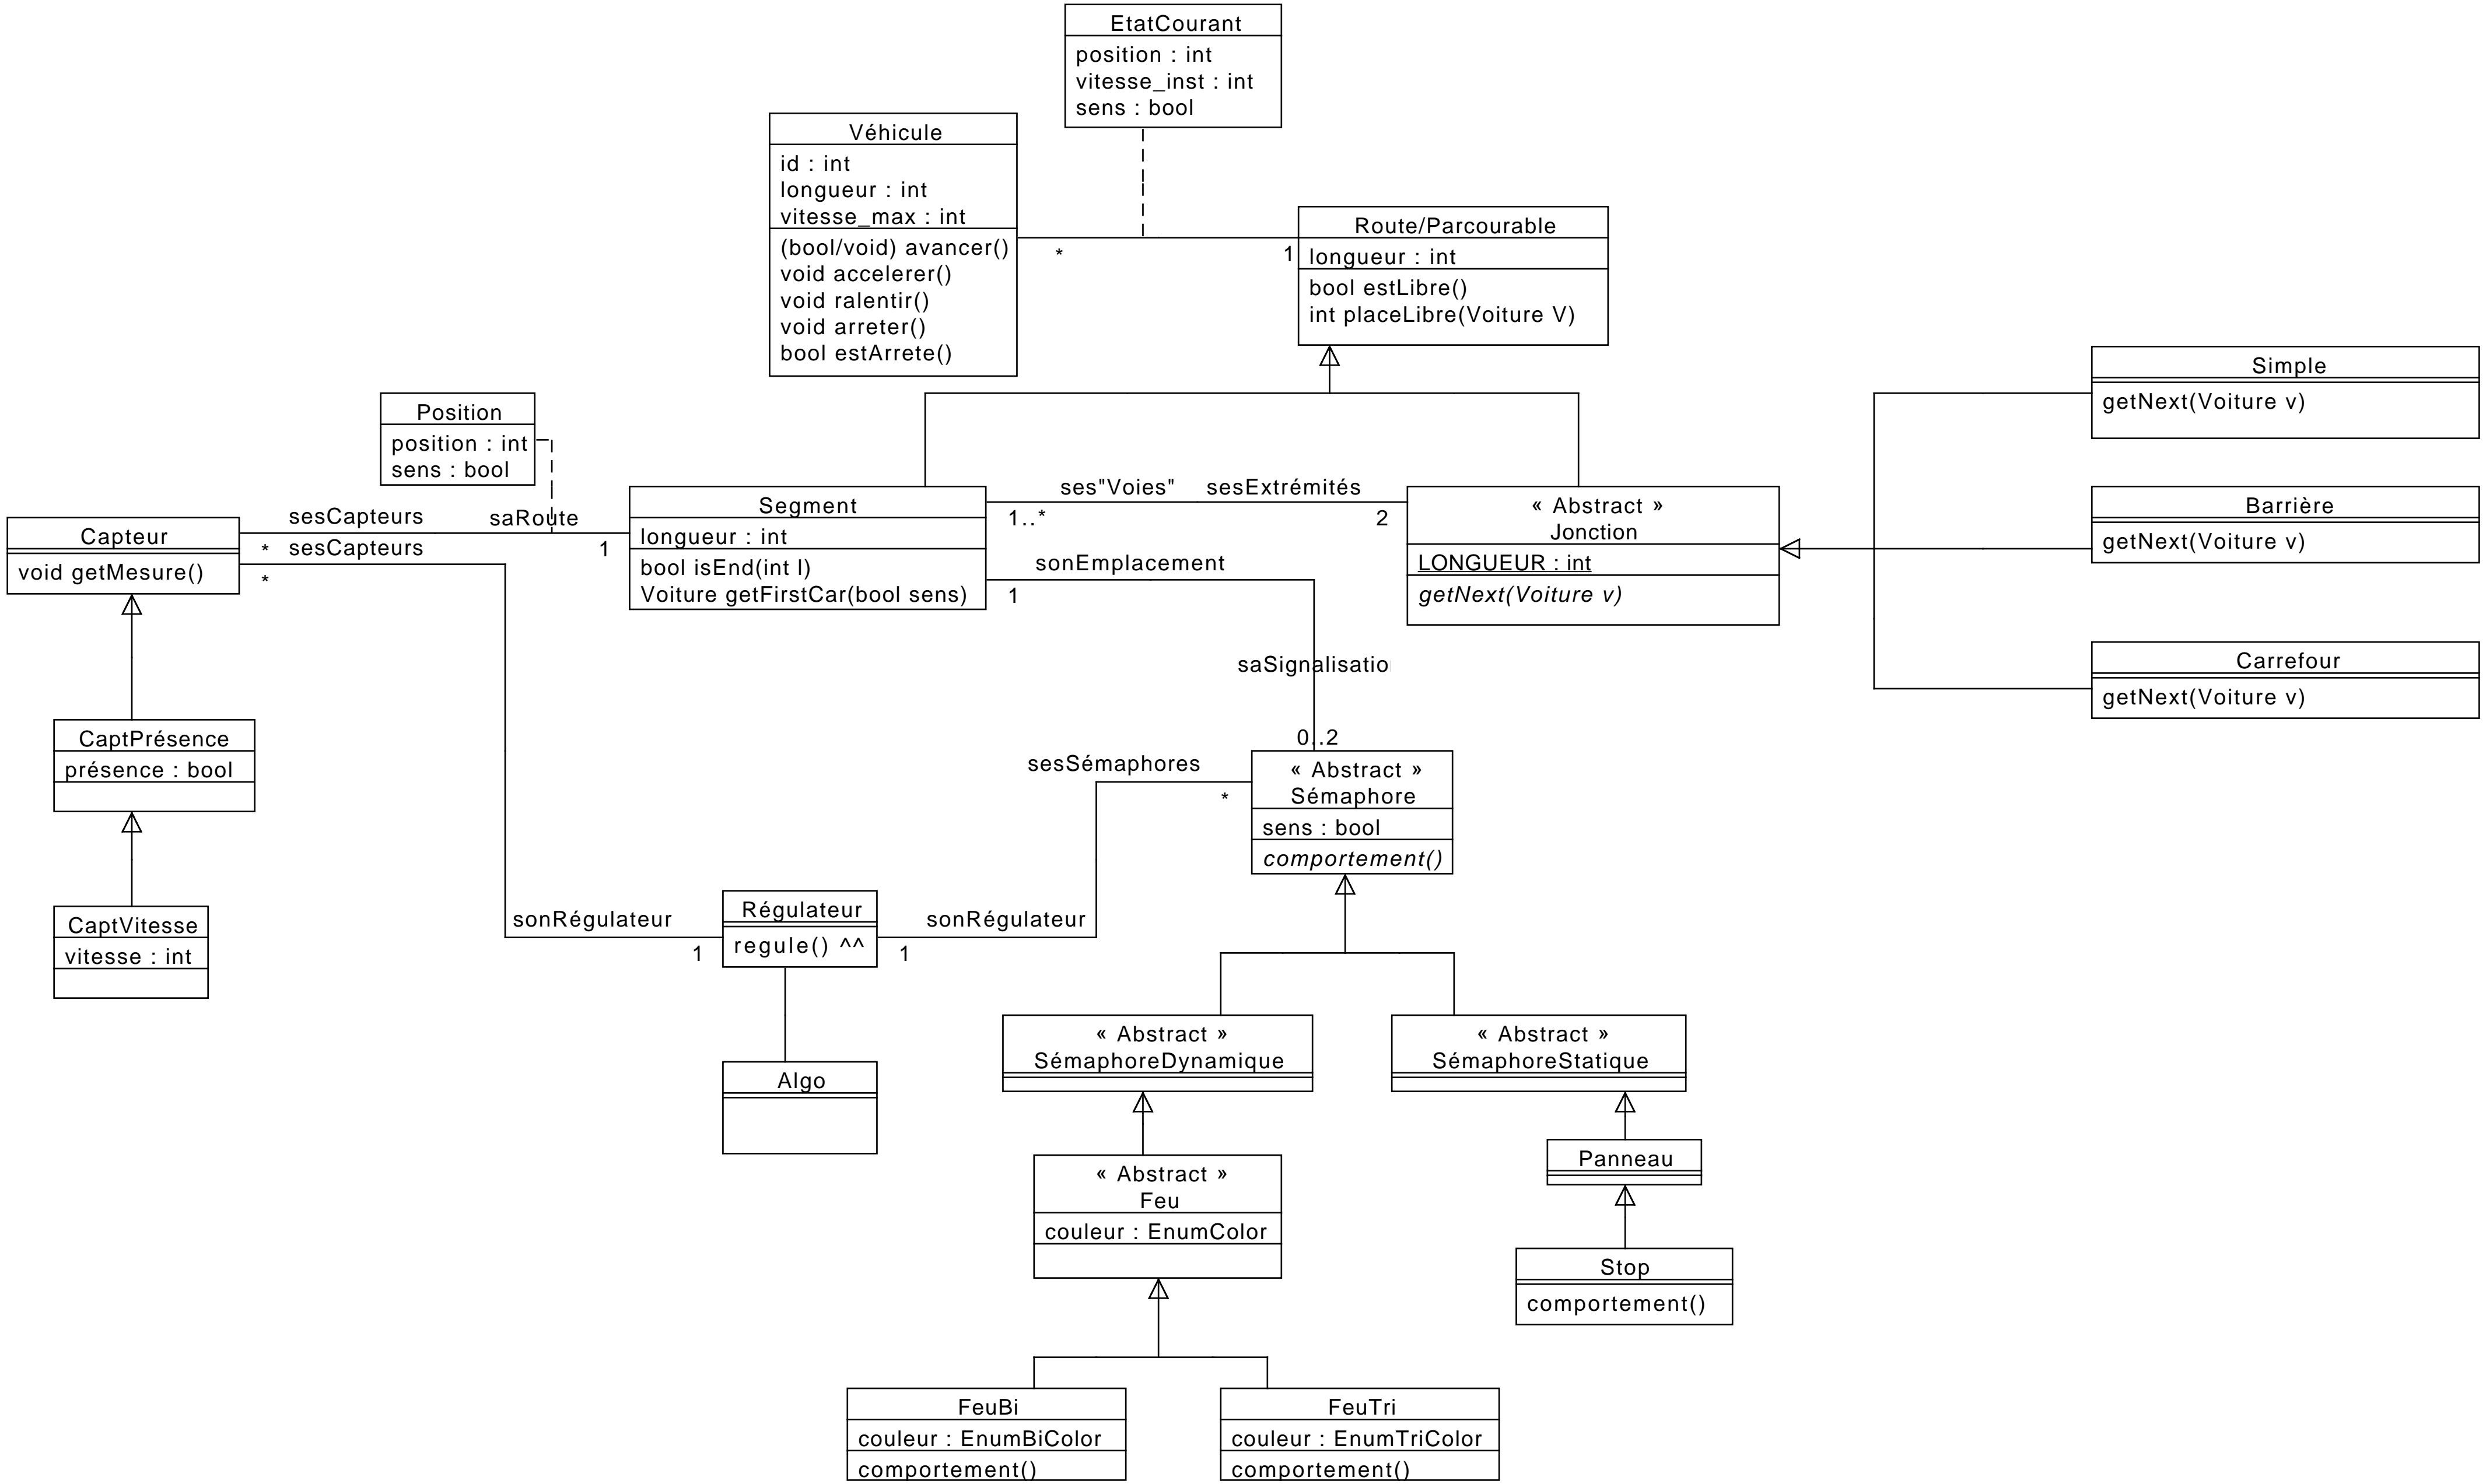 EtatCourant
position : int
vitesse_inst : int
sens : bool
Véhicule
id : int
longueur : int
vitesse_max : int
(bool/void) avancer()
void accelerer()
void ralentir()
void arreter()
bool estArrete()
*
1
Route/Parcourable
longueur : int
bool estLibre()
int placeLibre(Voiture V)
Simple
getNext(Voiture v)
Position
position : int
sens : bool
Capteur
void getMesure()
sesCapteurs
saRoute
*
1
sesCapteurs
*
Segment
longueur : int
bool isEnd(int l)
Voiture getFirstCar(bool sens)
ses"Voies"
sesExtrémités
1..*
2
sonEmplacement
1
« Abstract »
Jonction
LONGUEUR : int
getNext(Voiture v)
Barrière
getNext(Voiture v)
Carrefour
getNext(Voiture v)
saSignalisatio
0..2
CaptPrésence
présence : bool
sesSémaphores
*
« Abstract »
Sémaphore
sens : bool
comportement()
CaptVitesse
vitesse : int
sonRégulateur
1
Régulateur
regule() ^^
sonRégulateur
1
Algo
« Abstract »
SémaphoreDynamique
« Abstract »
SémaphoreStatique
« Abstract »
Feu
couleur : EnumColor
Panneau
Stop
comportement()
FeuBi
couleur : EnumBiColor
comportement()
FeuTri
couleur : EnumTriColor
comportement()